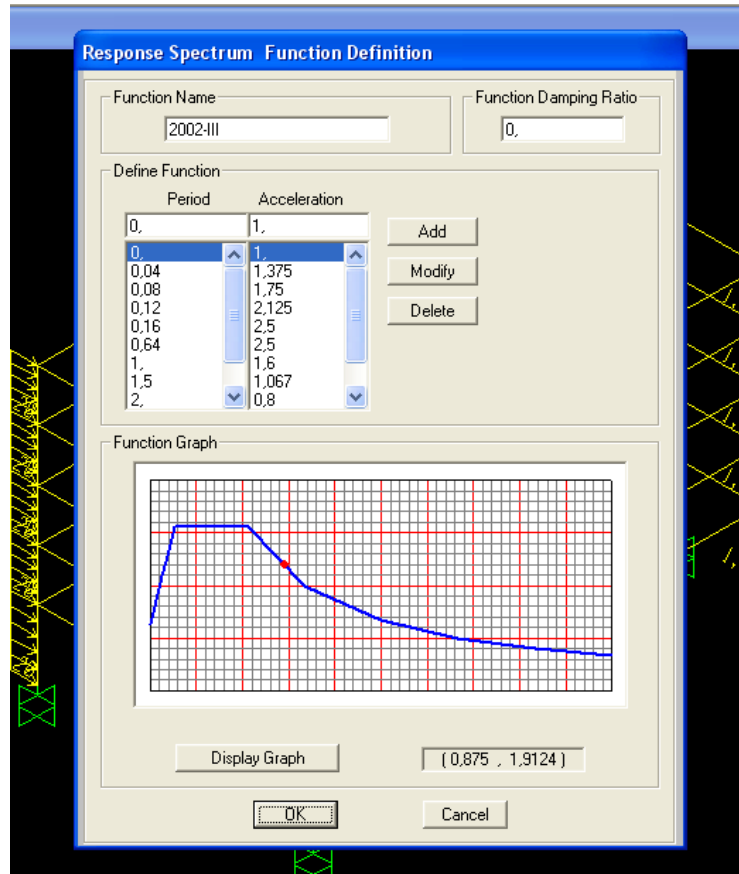 Response Spectrum Function Definition
Function Name
2002-III
Function Damping Ratio
0,
Define Function
Period Acceleration
0, 1,
Add
0, 1,
0,04 1,375
Modify
0,08 1,75
0,12 2,125
Delete
0,16 2,5
0,64 2,5
1, 1,6
1,5 1,067
2, 0,8
Function Graph
Display Graph
( 0,875 , 1,9124 )
OK
Cancel